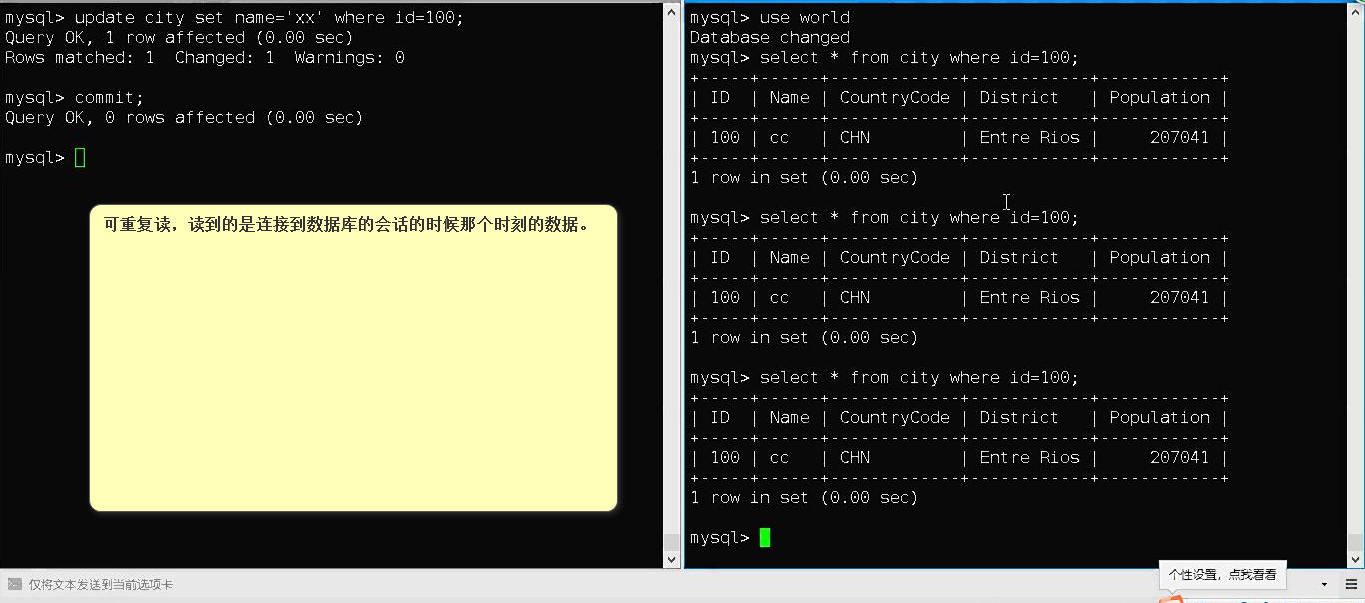 mysql> update city set name='xx' where id=100;
Query OK, 1 row affected (0.00 sec)
Rows matched: 1  Changed: 1  Warnings: 0
mysql> commit;
Query OK, 0 rows affected (0.00 sec)
mysql>
可重复读，读到的是连接到数据库的会话的时候那个时刻的数据。
mysql> use world
Database changed
mysql> select * from city where id=100;
+-----+------+-------------+------------+------------+
| ID  | Name | CountryCode | District   | Population |
+-----+------+-------------+------------+------------+
| 100 | cc   | CHN         | Entre Rios |     207041 |
+-----+------+-------------+------------+------------+
1 row in set (0.00 sec)
mysql> select * from city where id=100;
+-----+------+-------------+------------+------------+
| ID  | Name | CountryCode | District   | Population |
+-----+------+-------------+------------+------------+
| 100 | cc   | CHN         | Entre Rios |     207041 |
+-----+------+-------------+------------+------------+
1 row in set (0.00 sec)
mysql> select * from city where id=100;
+-----+------+-------------+------------+------------+
| ID  | Name | CountryCode | District   | Population |
+-----+------+-------------+------------+------------+
| 100 | cc   | CHN         | Entre Rios |     207041 |
+-----+------+-------------+------------+------------+
1 row in set (0.00 sec)
mysql>
仅将文本发送到当前选项卡
个性设置，点我看看